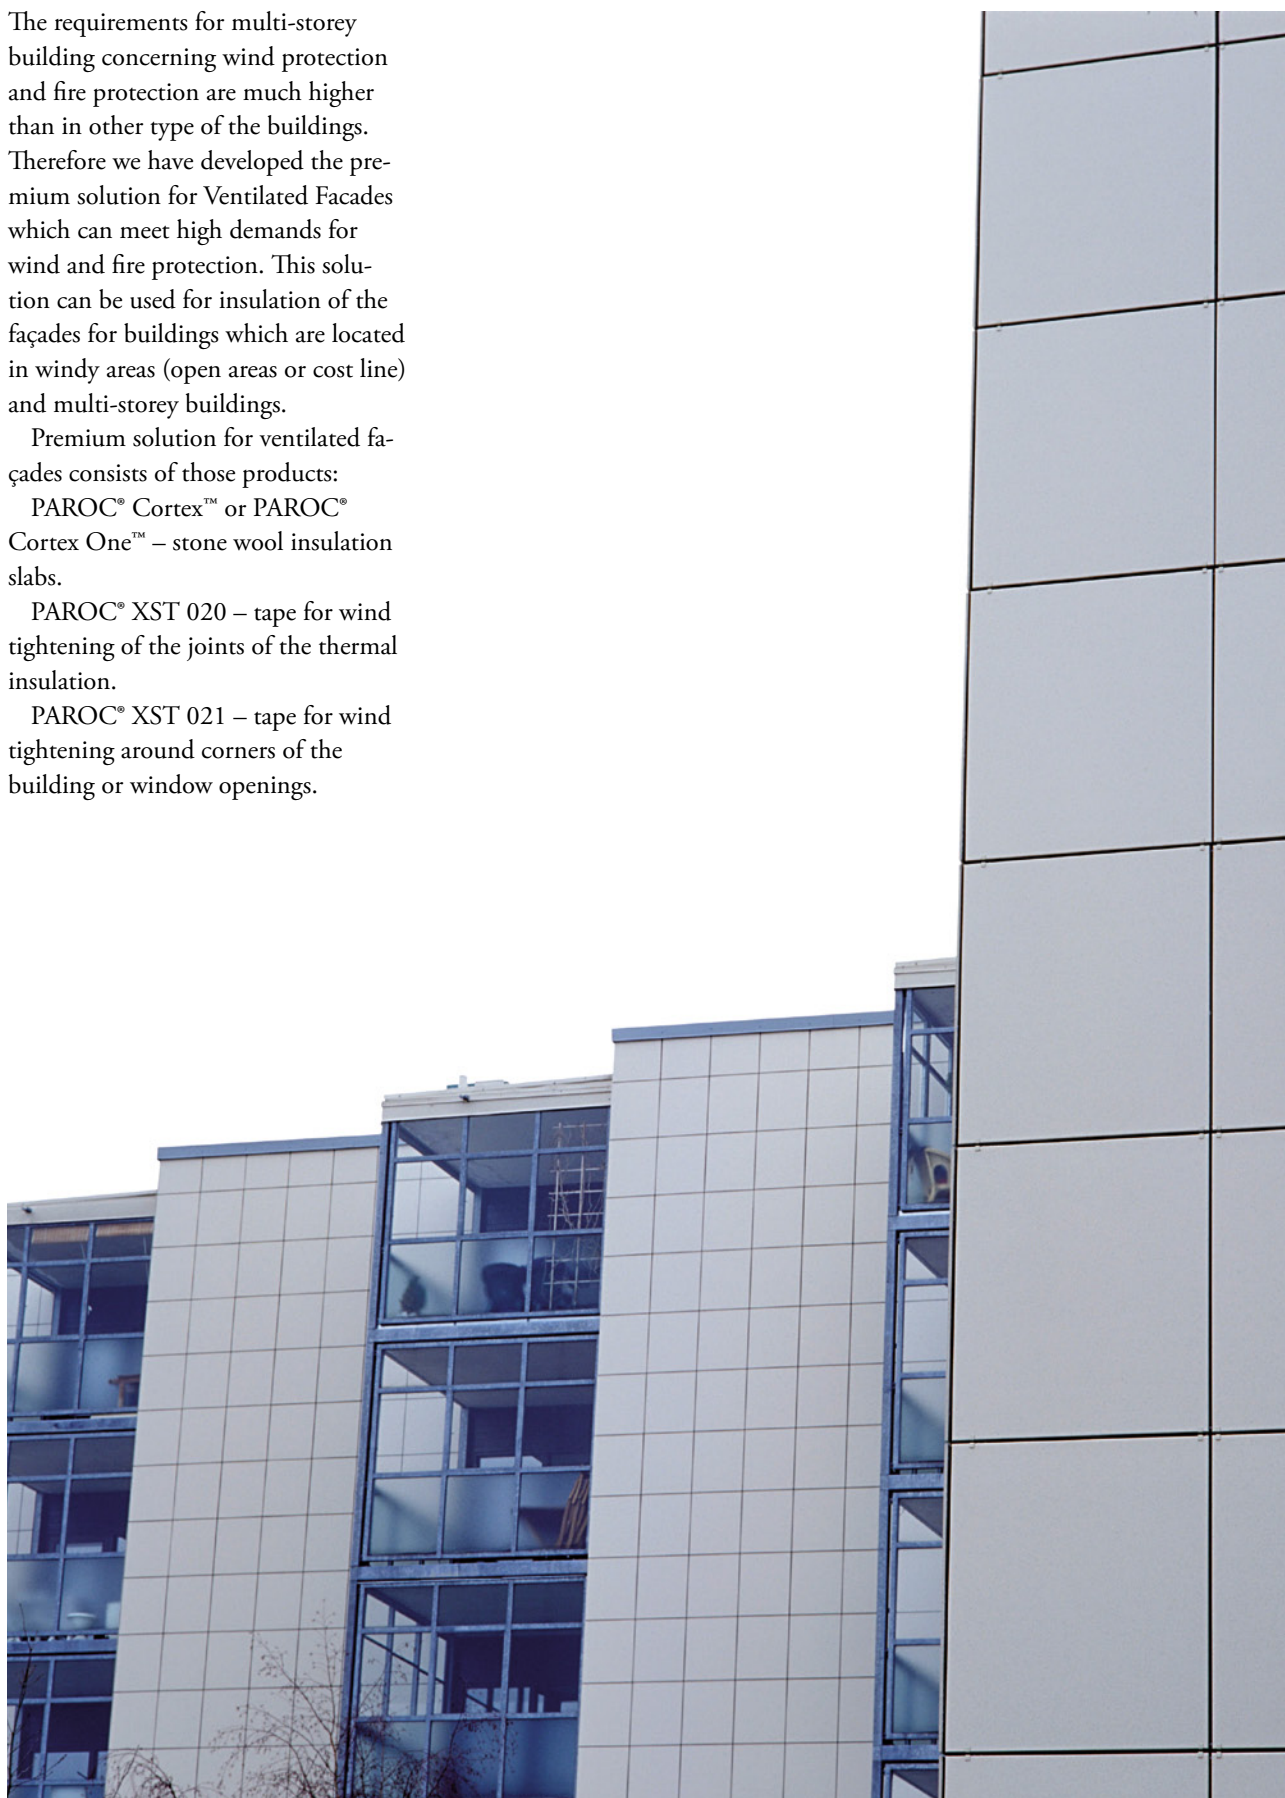 The requirements for multi-storey
building concerning wind protection
and fire protection are much higher
than in other type of the buildings.
Therefore we have developed the pre-
mium solution for Ventilated Facades
which can meet high demands for
wind and fire protection. This solu-
tion can be used for insulation of the
façades for buildings which are located
in windy areas (open areas or cost line)
and multi-storey buildings.
Premium solution for ventilated fa-
çades consists of those products:
PAROC® Cortex™ or PAROC®
Cortex One™ – stone wool insulation
slabs.
PAROC® XST 020 – tape for wind
tightening of the joints of the thermal
insulation.
PAROC® XST 021 – tape for wind
tightening around corners of the
building or window openings.